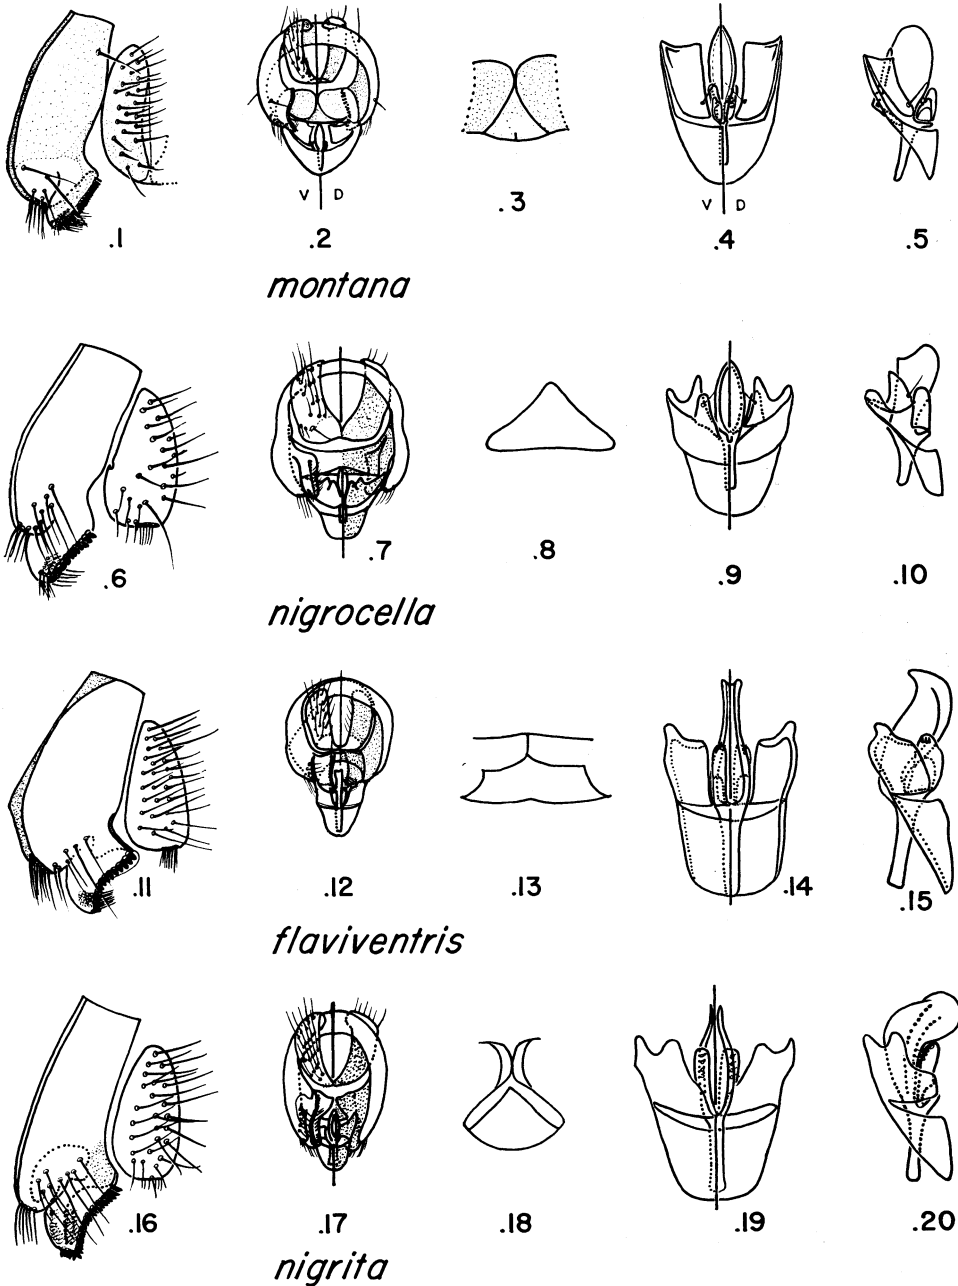 V D
.3
V D
.1 .2 .4 .5
montana
.6 .7 .8 .9 .10
nigrocella
.11 .12 .13 .14 .15
flaviventris
.16 .17 .18 .19 .20
nigrita